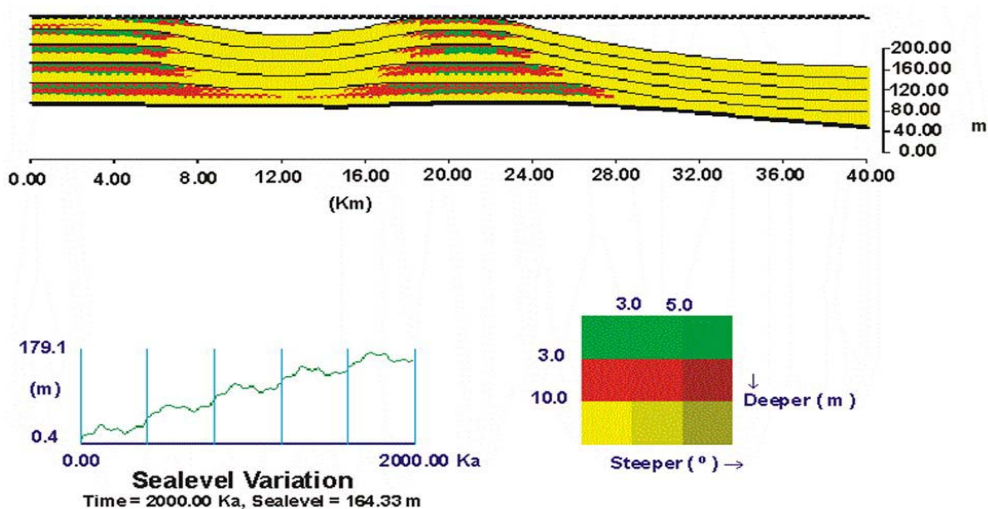 200.00
160.00
120.00
80.00
40.00
m
0.00
0.00 4.00 8.00 12.00 16.00 20.00 24.00 28.00 32.00 36.00 40.00
(Km)
179.1
(m)
0.4
0.00 2000.00 Ka
Sealevel Variation
Time = 2000.00 Ka, Sealevel = 164.33 m
3.0 5.0
3.0
10.0
↓
Deeper ( m )
Steeper ( º ) →